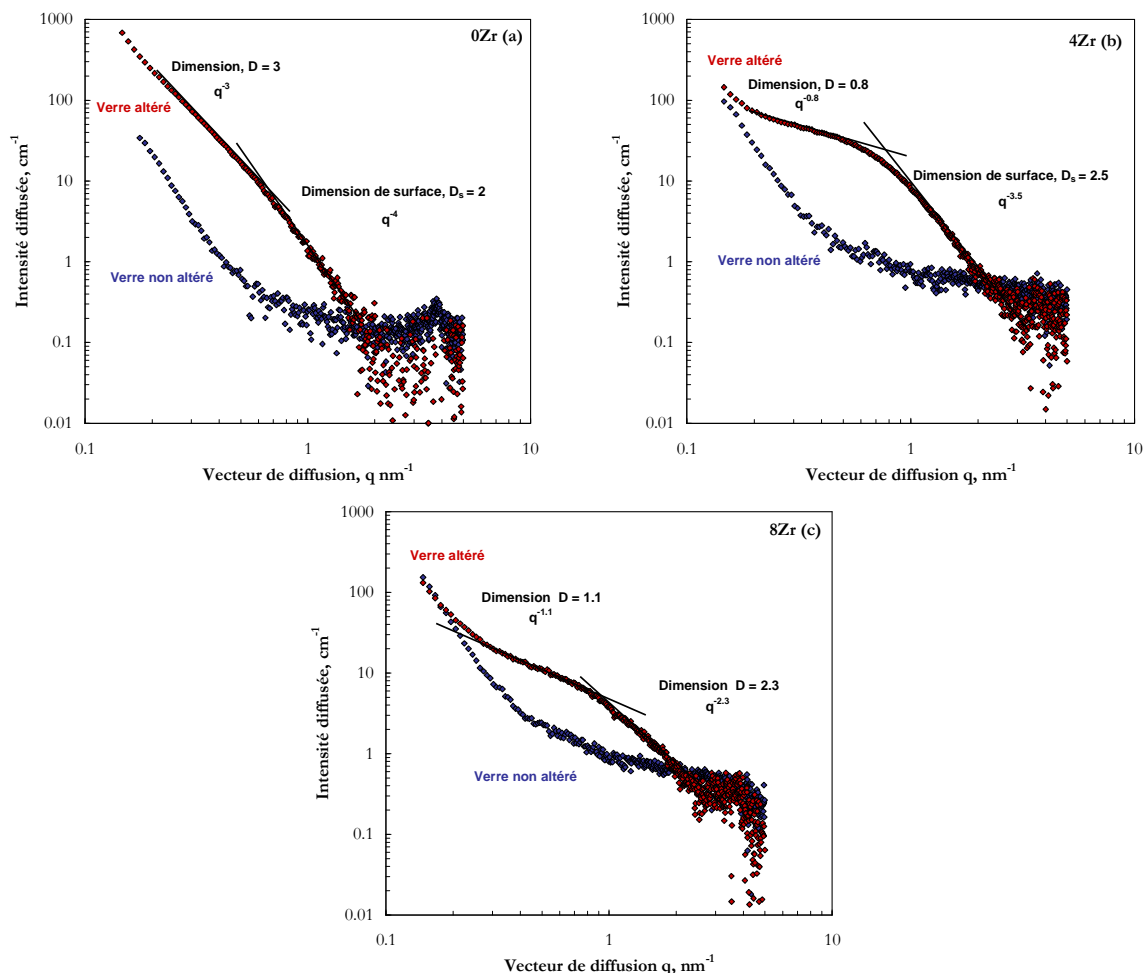 0Zr (a)
1000
100
10
1
0.1
0.01
0.1
1
10
Intensité diffusée, cm-1
Vecteur de diffusion, q nm-1
Dimension, D = 3
q-3
Verre altéré
Dimension de surface, Ds = 2
q-4
Verre non altéré
4Zr (b)
1000
100
10
1
0.1
0.01
0.1
1
10
Intensité diffusée, cm-1
Vecteur de diffusion q, nm-1
Verre altéré
Dimension, D = 0.8
q-0.8
Dimension de surface, Ds = 2.5
q-3.5
Verre non altéré
8Zr (c)
1000
100
10
1
0.1
0.01
0.1
1
10
Intensité diffusée, cm-1
Vecteur de diffusion q, nm-1
Verre altéré
Dimension D = 1.1
q-1.1
Dimension D = 2.3
q-2.3
Verre non altéré